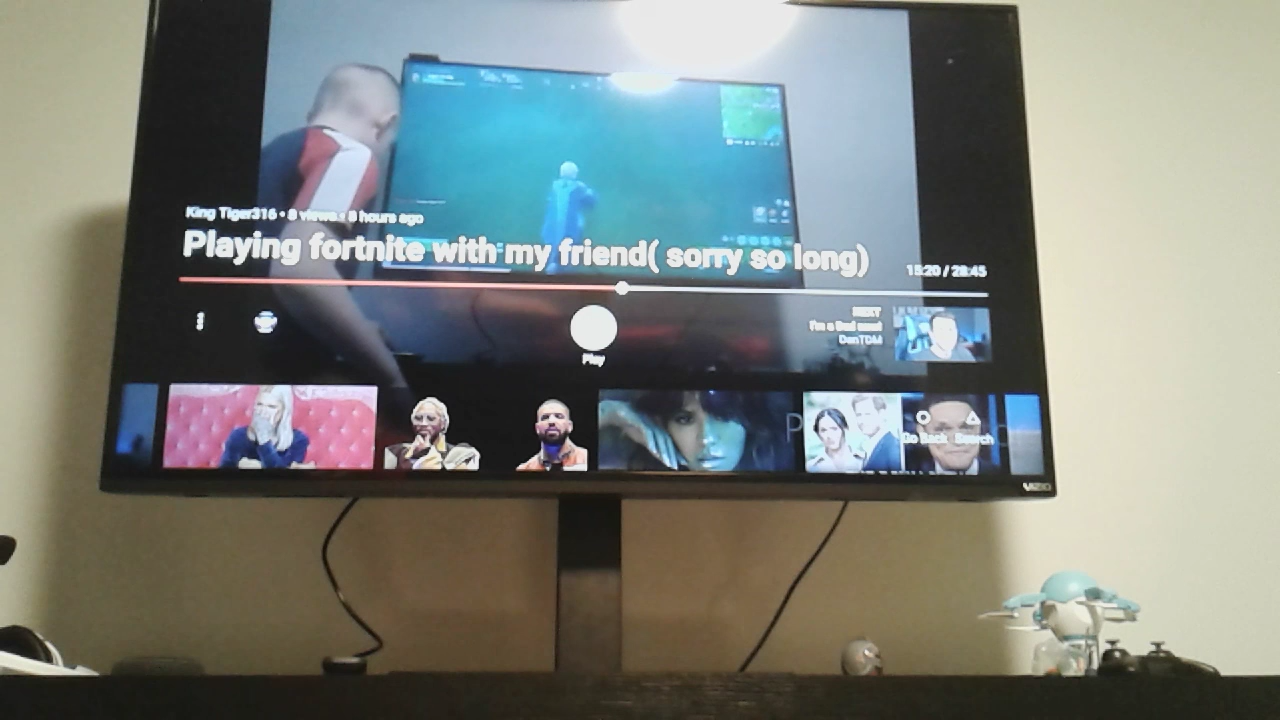 King Tiger316 • 8 views • 8 hours ago
Playing fortnite with my friend( sorry so long)
15:20 / 28:45
NEXT
DanTDM
Play
Go Back Search
VIZIO